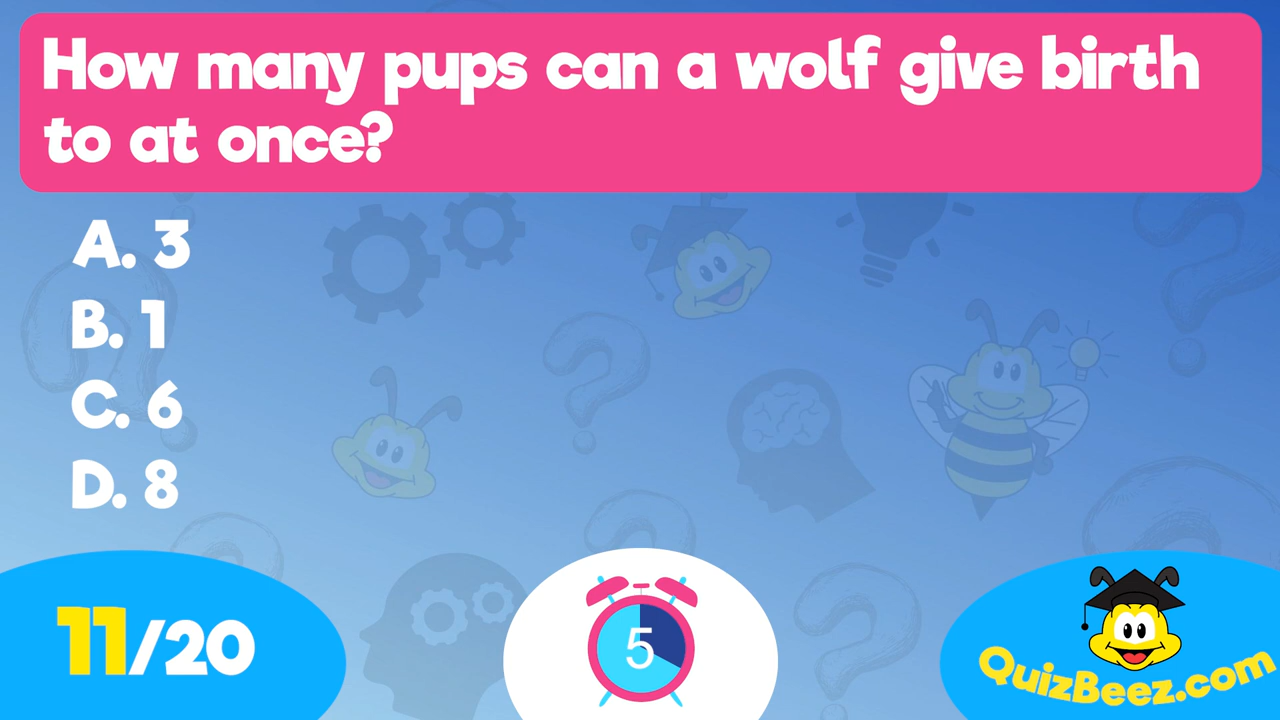 How many pups can a wolf give birth
to at once?
A. 3
B. 1
C. 6
D. 8
11/20
5
QuizBeez.com